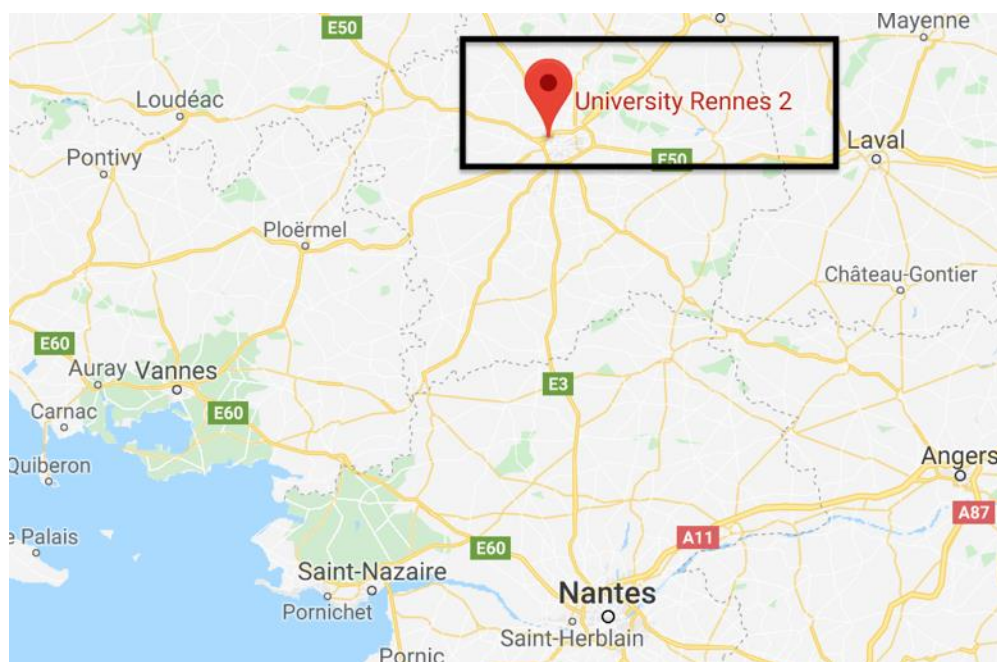 E50
Mayenne
University Rennes 2
Loudéac
Laval
E50
Pontivy
Ploërmel
Château-Gontier
E60
Auray
Vannes
E3
Carnac
E60
Quiberon
Angers
A87
e Palais
A11
E60
Saint-Nazaire
Nantes
Pornichet
Saint-Herblain
Pornic